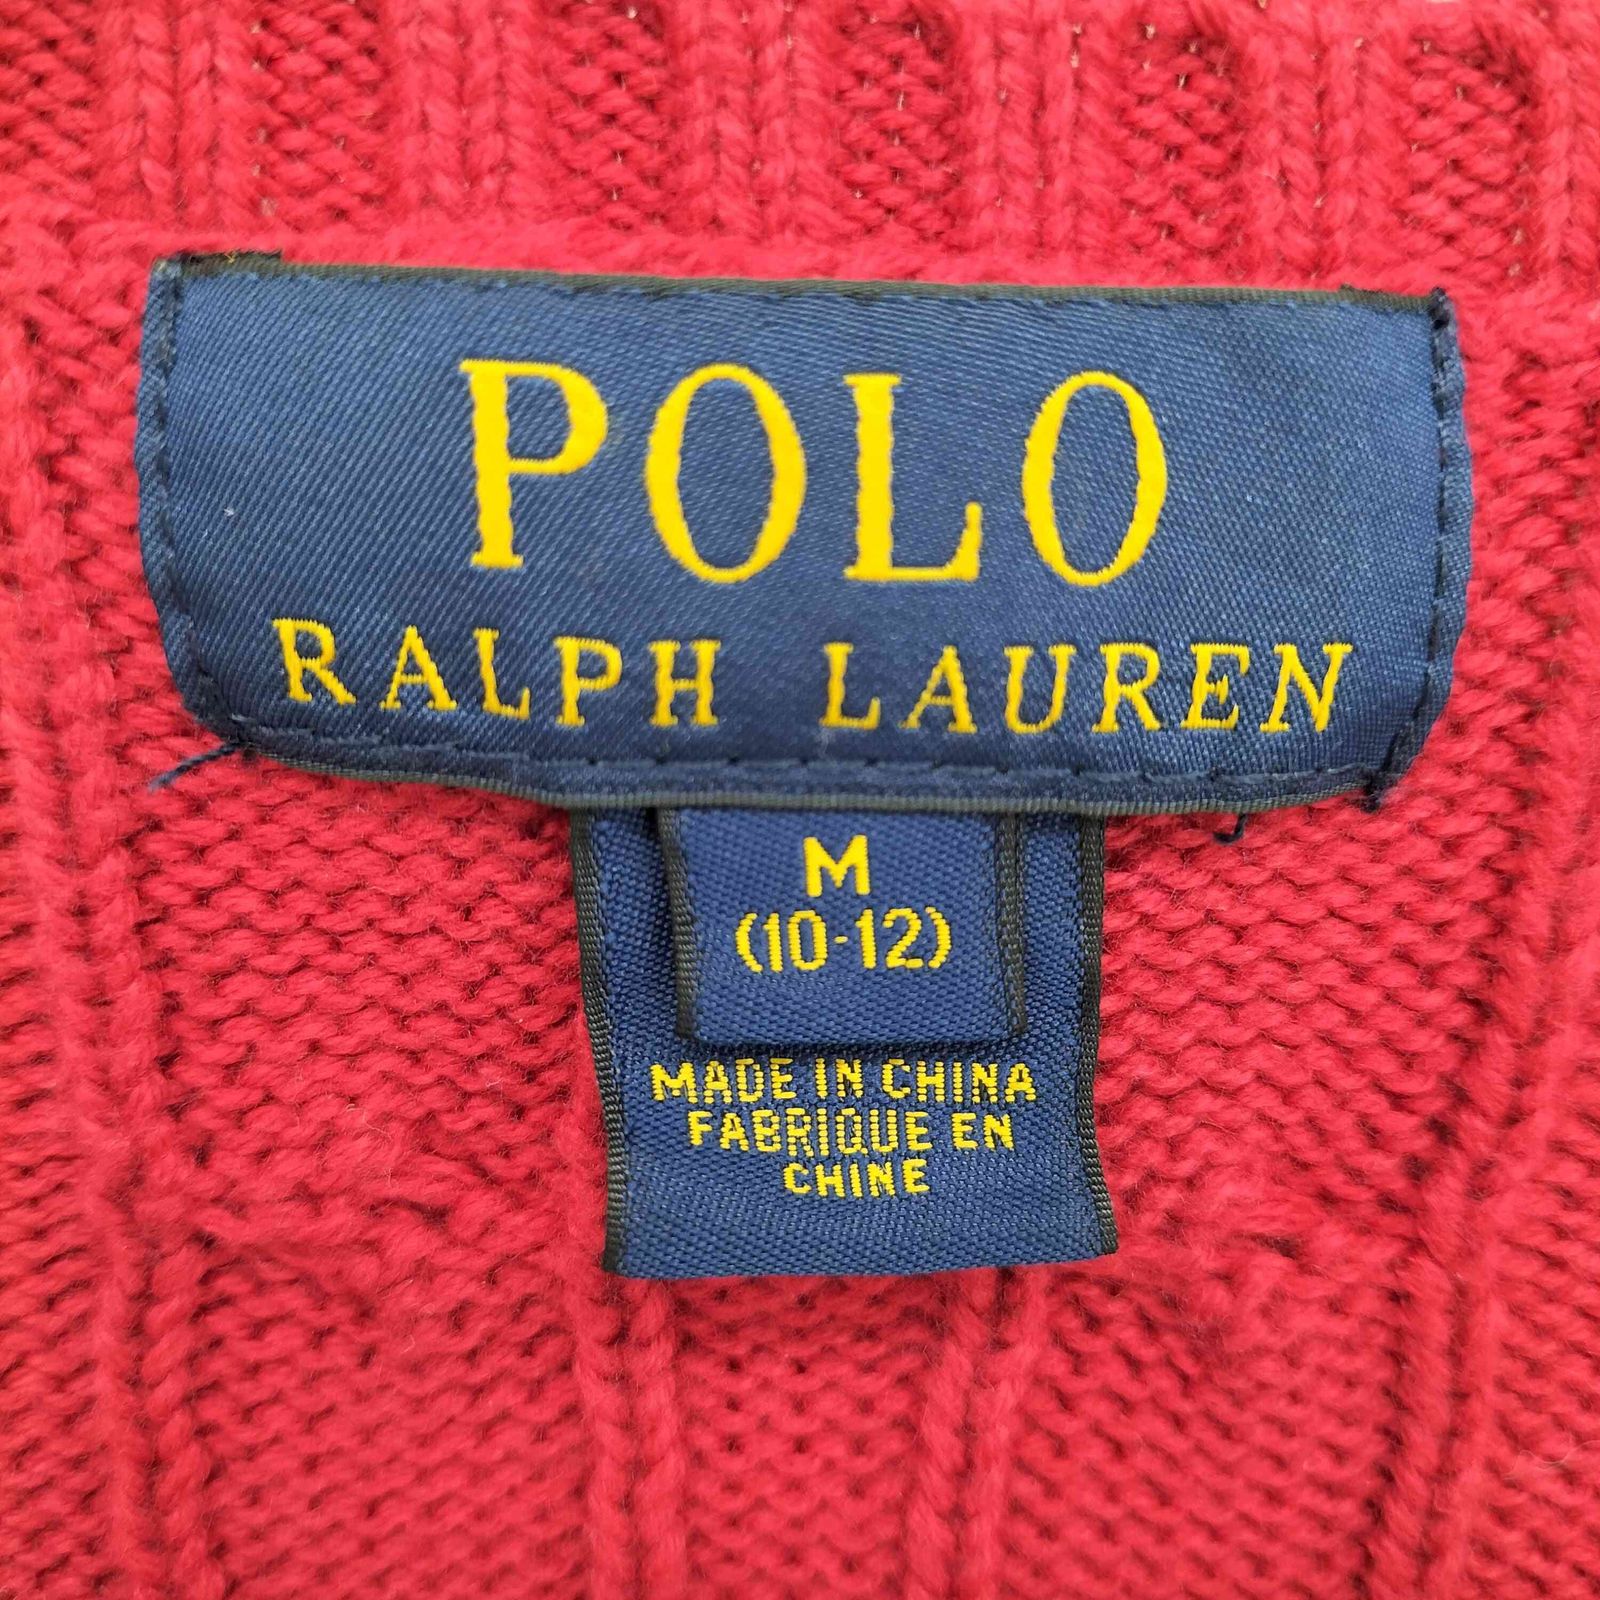 POLO
RALPH LAUREN
M
(10-12)
MADE IN CHINA
FABRIQUE EN
CHINE